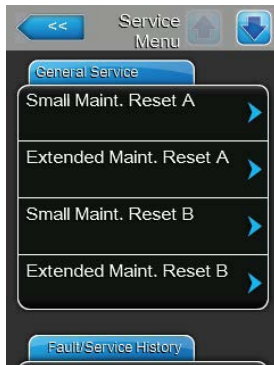 <<
Service
Menu
General Service
Small Maint. Reset A
Extended Maint. Reset A
Small Maint. Reset B
Extended Maint. Reset B
Fault/Service History